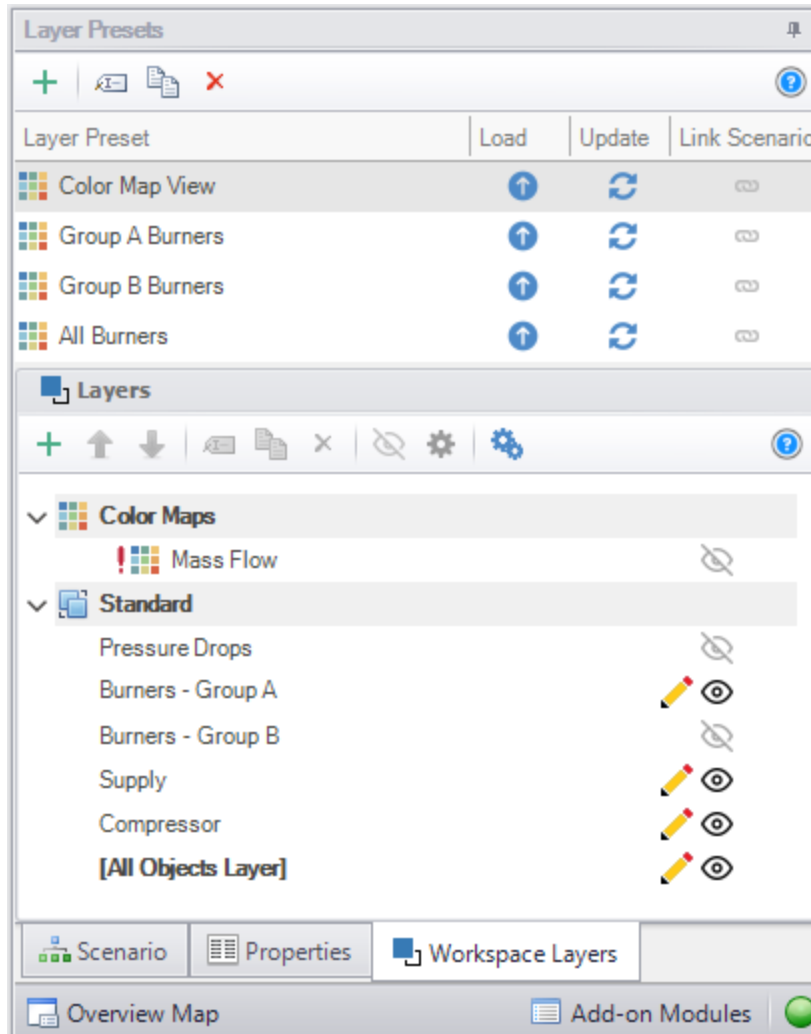 Layer Presets
Layer Preset Load Update Link Scenario
Color Map View
Group A Burners
Group B Burners
All Burners
Layers
Color Maps
Mass Flow
Standard
Pressure Drops
Burners - Group A
Burners - Group B
Supply
Compressor
[All Objects Layer]
Scenario Properties Workspace Layers
Overview Map Add-on Modules